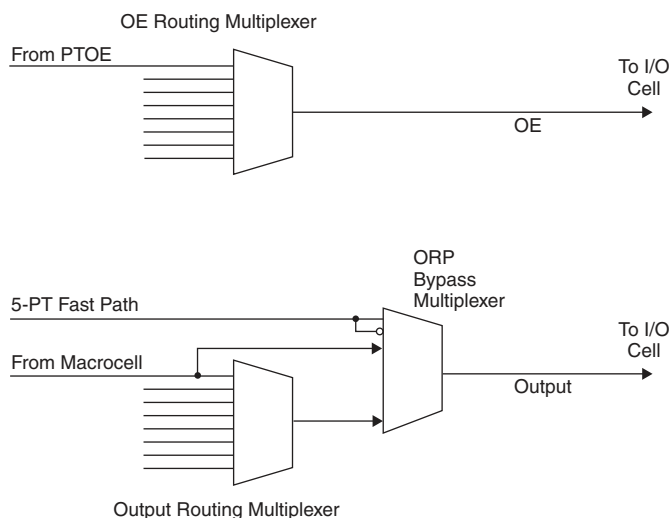 OE Routing Multiplexer
From PTOE
To I/O
Cell
OE
ORP
Bypass
Multiplexer
5-PT Fast Path
To I/O
Cell
From Macrocell
Output
Output Routing Multiplexer